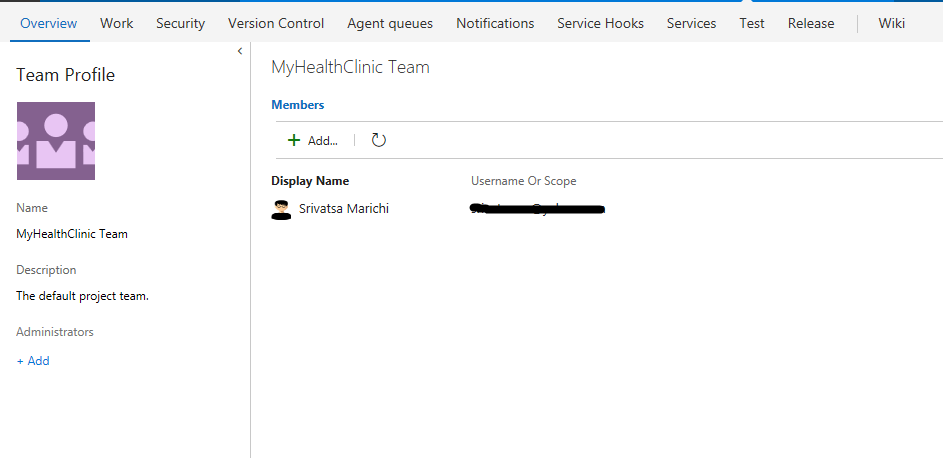 Overview Work Security Version Control Agent queues Notifications Service Hooks Services Test Release Wiki
Team Profile
Name
MyHealthClinic Team
Description
The default project team.
Administrators
+ Add
MyHealthClinic Team
Members
+ Add...
Display Name Username Or Scope
Srivatsa Marichi